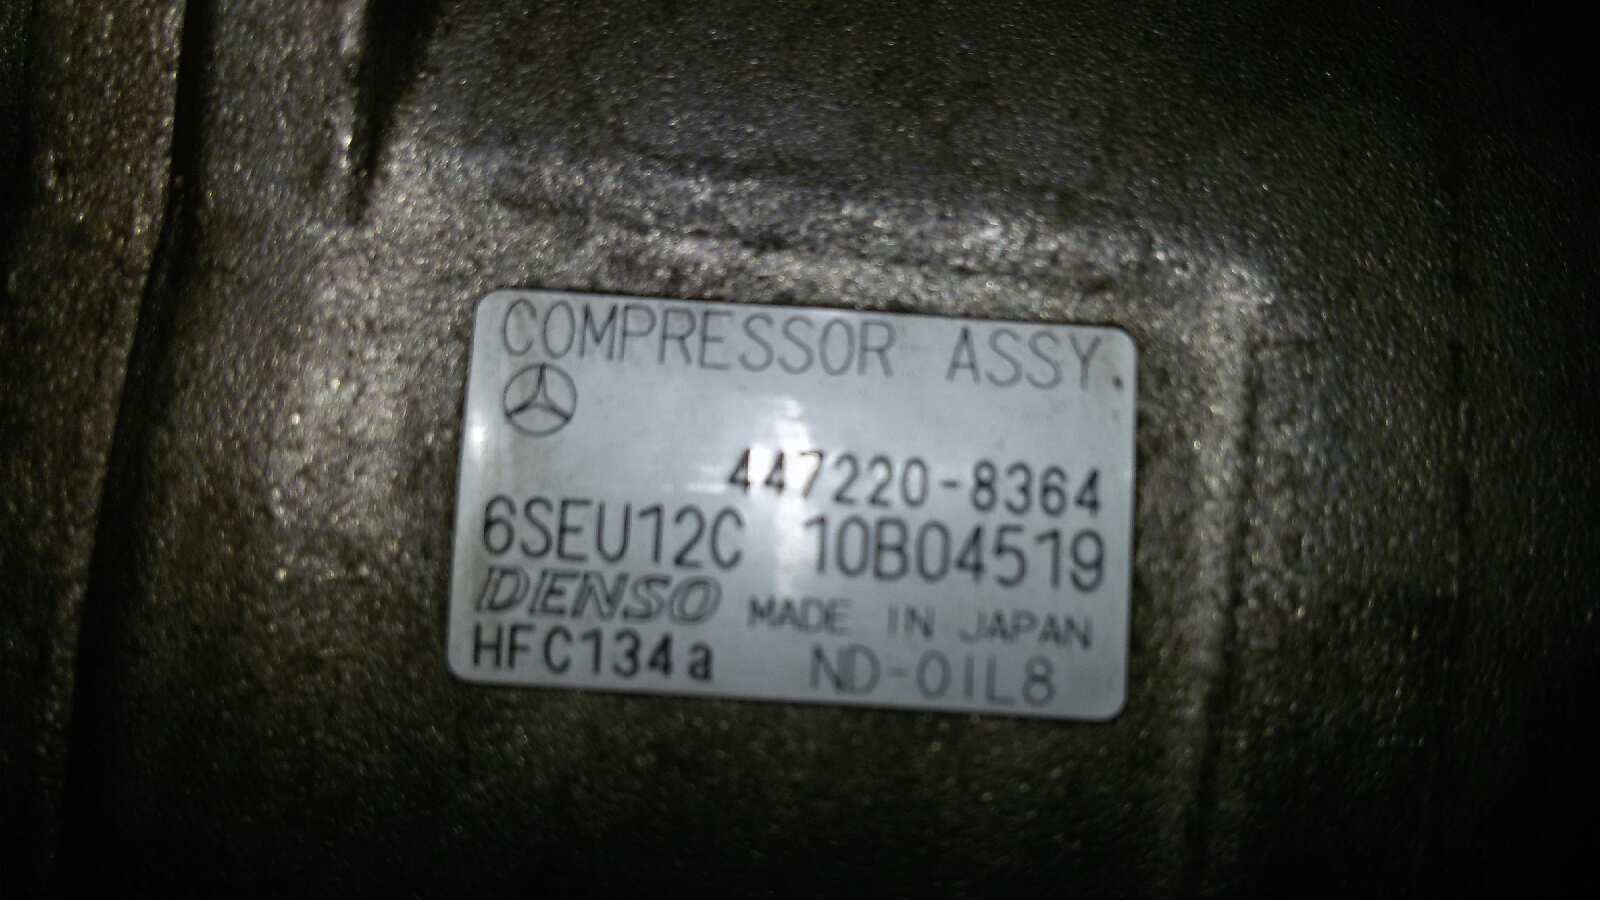 COMPRESSOR ASSY.
447220-8364
6SEU12C 10B04519
DENSO MADE IN JAPAN
HFC134a ND-OIL8